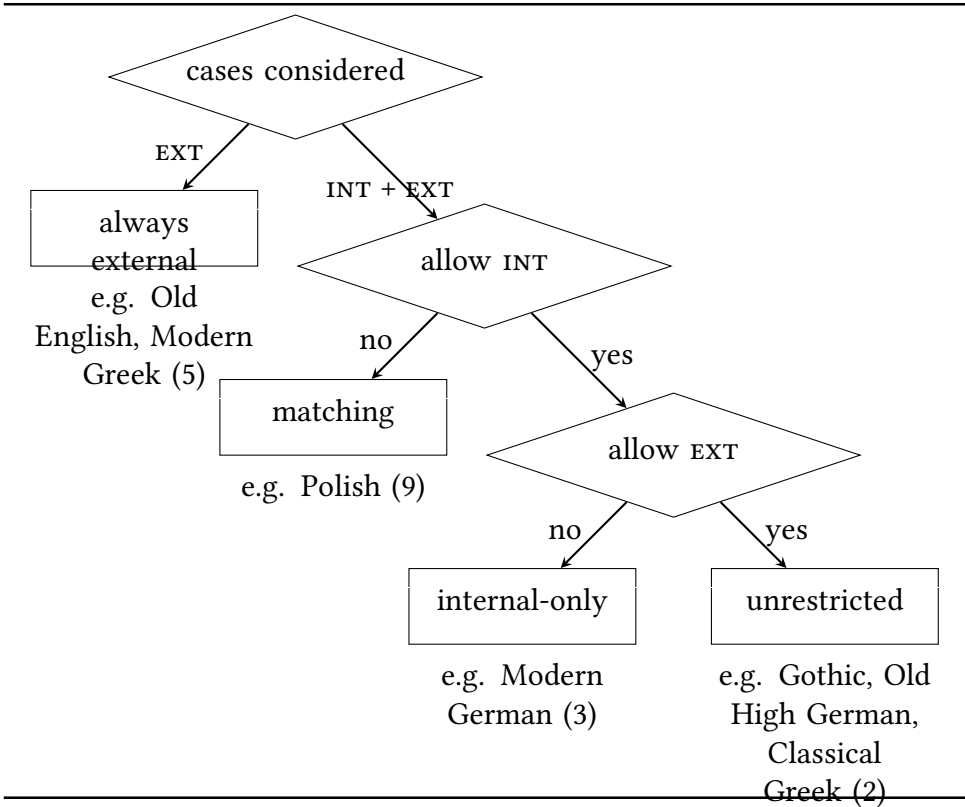 cases considered
EXT
INT + EXT
always
external
e.g. Old
English, Modern
Greek (5)
allow INT
no
yes
matching
e.g. Polish (9)
allow EXT
no
yes
internal-only
unrestricted
e.g. Modern
German (3)
e.g. Gothic, Old
High German,
Classical
Greek (2)